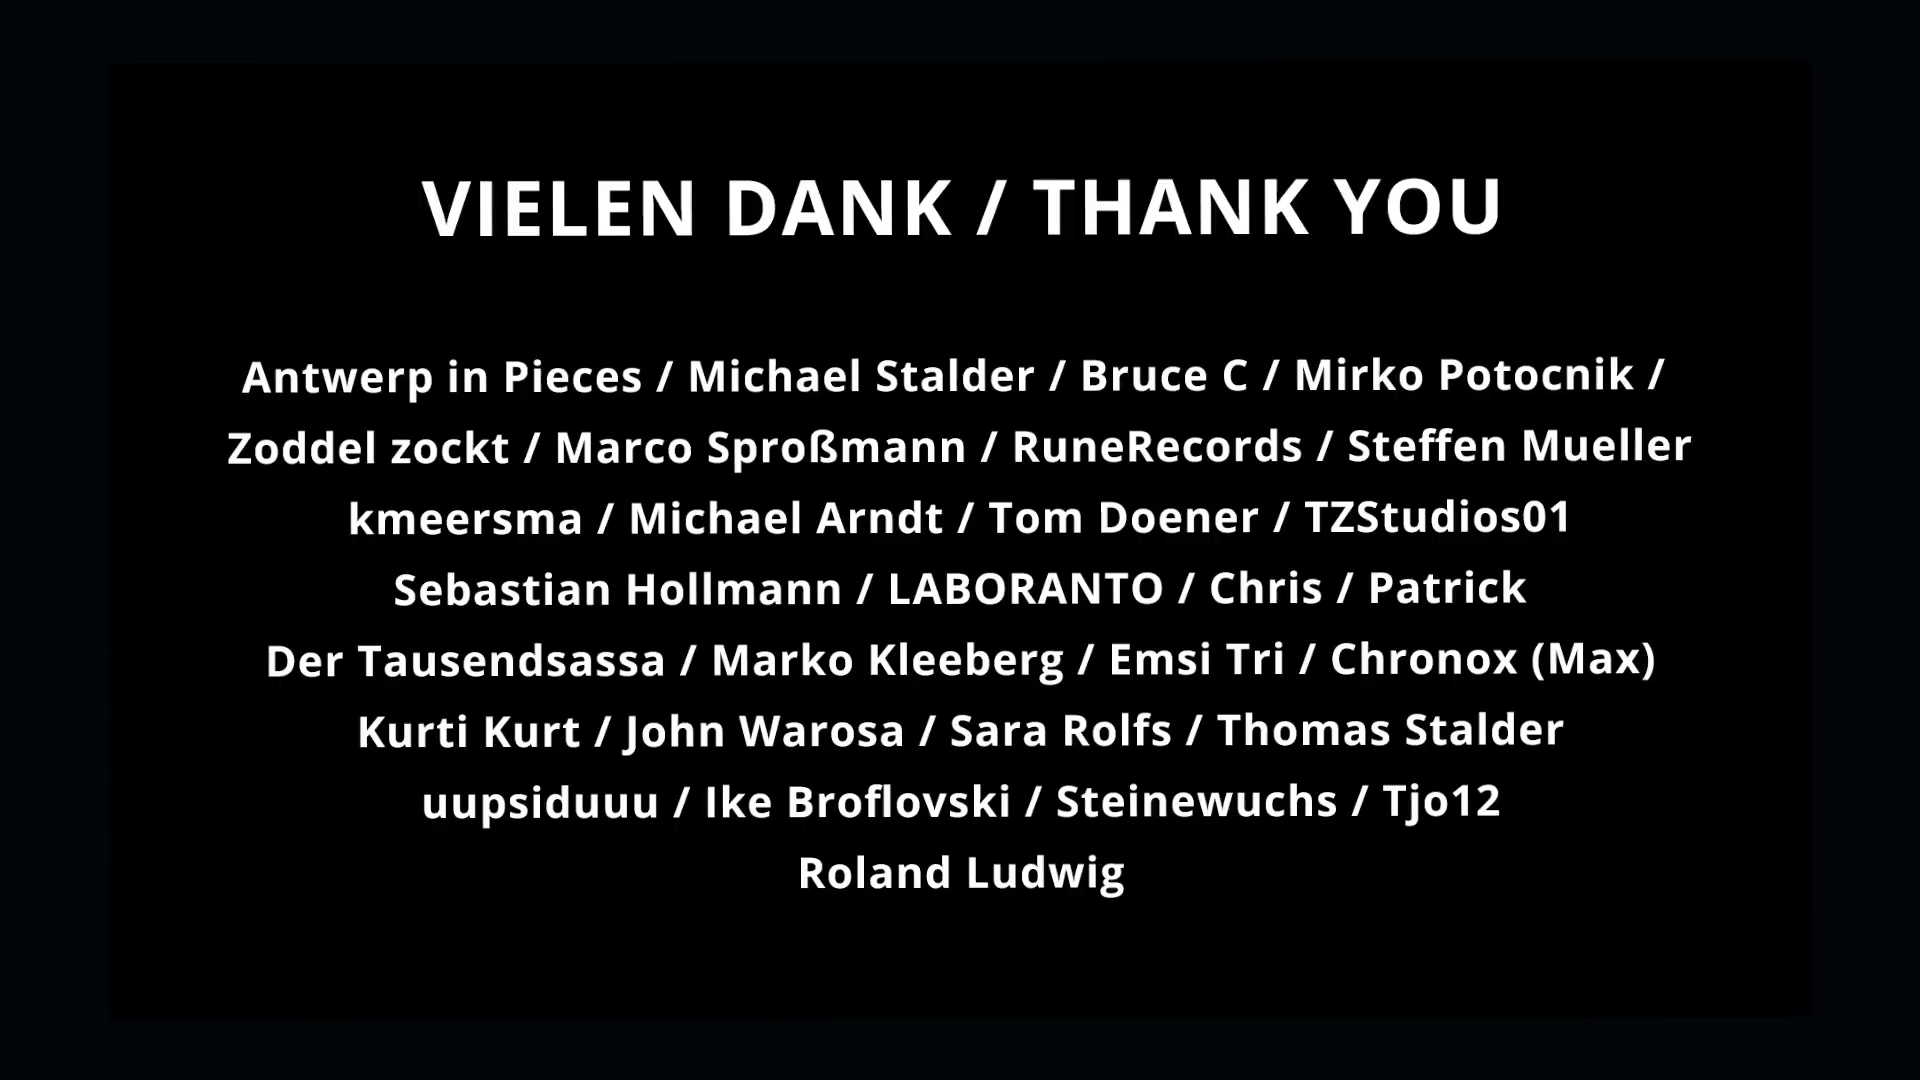 VIELEN DANK / THANK YOU
Antwerp in Pieces / Michael Stalder / Bruce C / Mirko Potocnik /
Zoddel zockt / Marco Sproßmann / RuneRecords / Steffen Mueller
kmeersma / Michael Arndt / Tom Doener / TZStudios01
Sebastian Hollmann / LABORANTO / Chris / Patrick
Der Tausendsassa / Marko Kleeberg / Emsi Tri / Chronox (Max)
Kurti Kurt / John Warosa / Sara Rolfs / Thomas Stalder
uupsiduuu / Ike Broflovski / Steinewuchs / Tjo12
Roland Ludwig